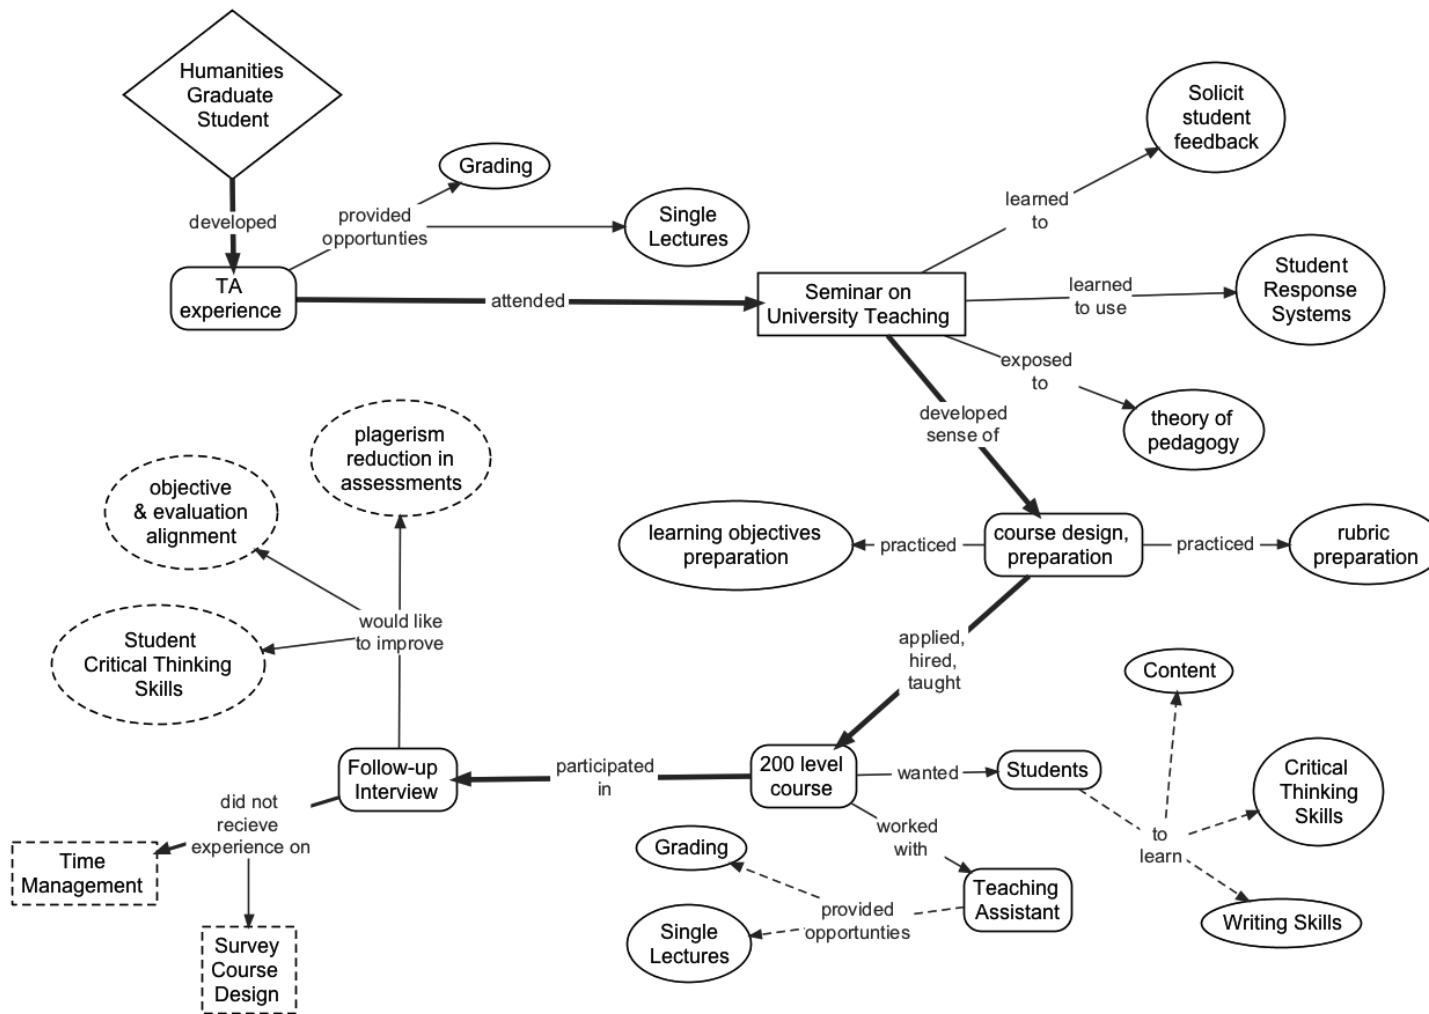 Humanities
Graduate
Student
developed
TA
experience
provided
opportunties
Grading
Single
Lectures
attended
Seminar on
University Teaching
learned
to
Solicit
student
feedback
learned
to use
Student
Response
Systems
exposed
to
theory of
pedagogy
developed
sense of
course design,
preparation
practiced
learning objectives
preparation
practiced
rubric
preparation
applied,
hired,
taught
200 level
course
wanted
Students
to
learn
Content
Critical
Thinking
Skills
Writing Skills
worked
with
Teaching
Assistant
provided
opportunties
Grading
Single
Lectures
participated
in
Follow-up
Interview
would like
to improve
plagerism
reduction in
assessments
objective
& evaluation
alignment
Student
Critical Thinking
Skills
did not
recieve
experience on
Time
Management
Survey
Course
Design